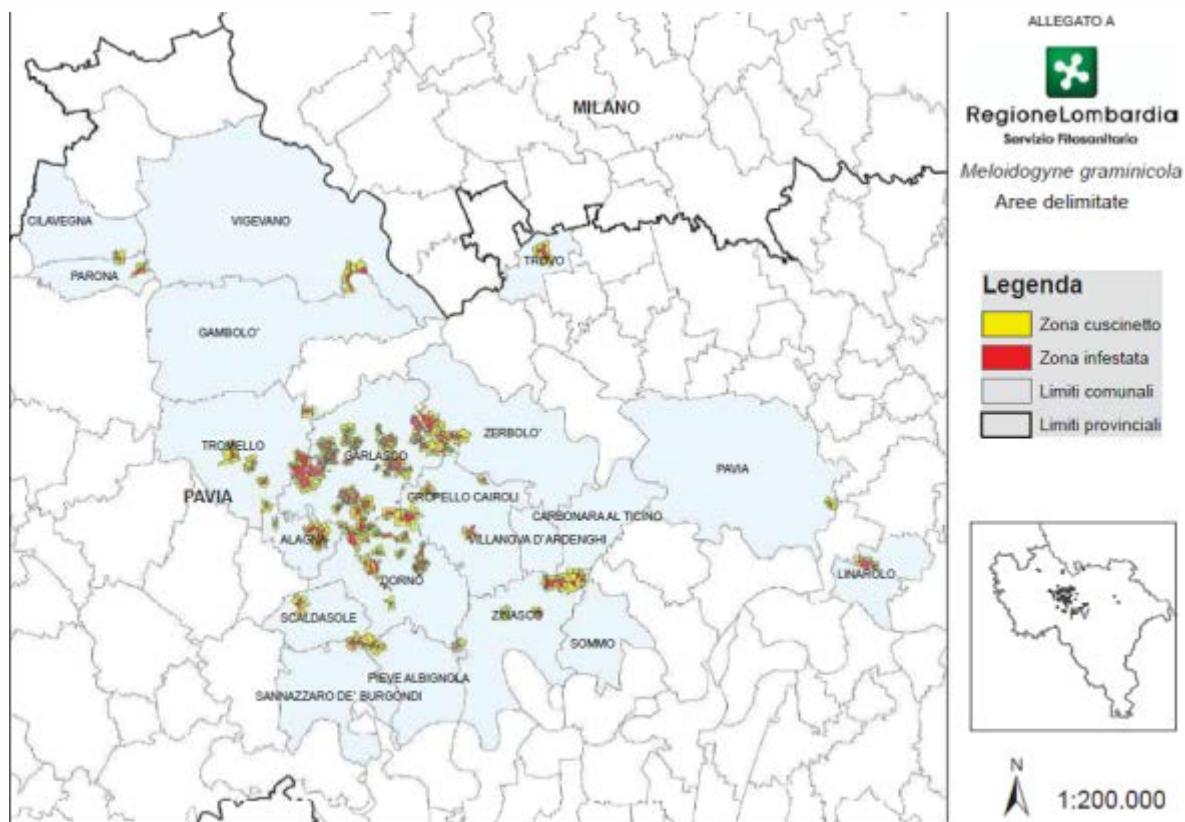 ALLEGATO A
RegioneLombardia
Servizio Fitosanitario
Meloidogyne graminicola
Aree delimitate
Legenda
Zona cuscinetto
Zona infestata
Limiti comunali
Limiti provinciali
N
1:200.000
MILANO
CILAVEGNA
VIGEVANO
PARONA
TROVO
GAMBOLO'
TROMELLO
GARLASCO
ZERBOLO'
PAVIA
PAVIA
GROPELLO CAIROLI
CARBONARA AL TICINO
ALAGNA
VILLANOVA D'ARDENGHI
DORNO
LINAROLO
SCALDASOLE
ZINASCO
SOMMO
PIEVE ALBIGNOLA
SANNAZZARO DE' BURGONDI